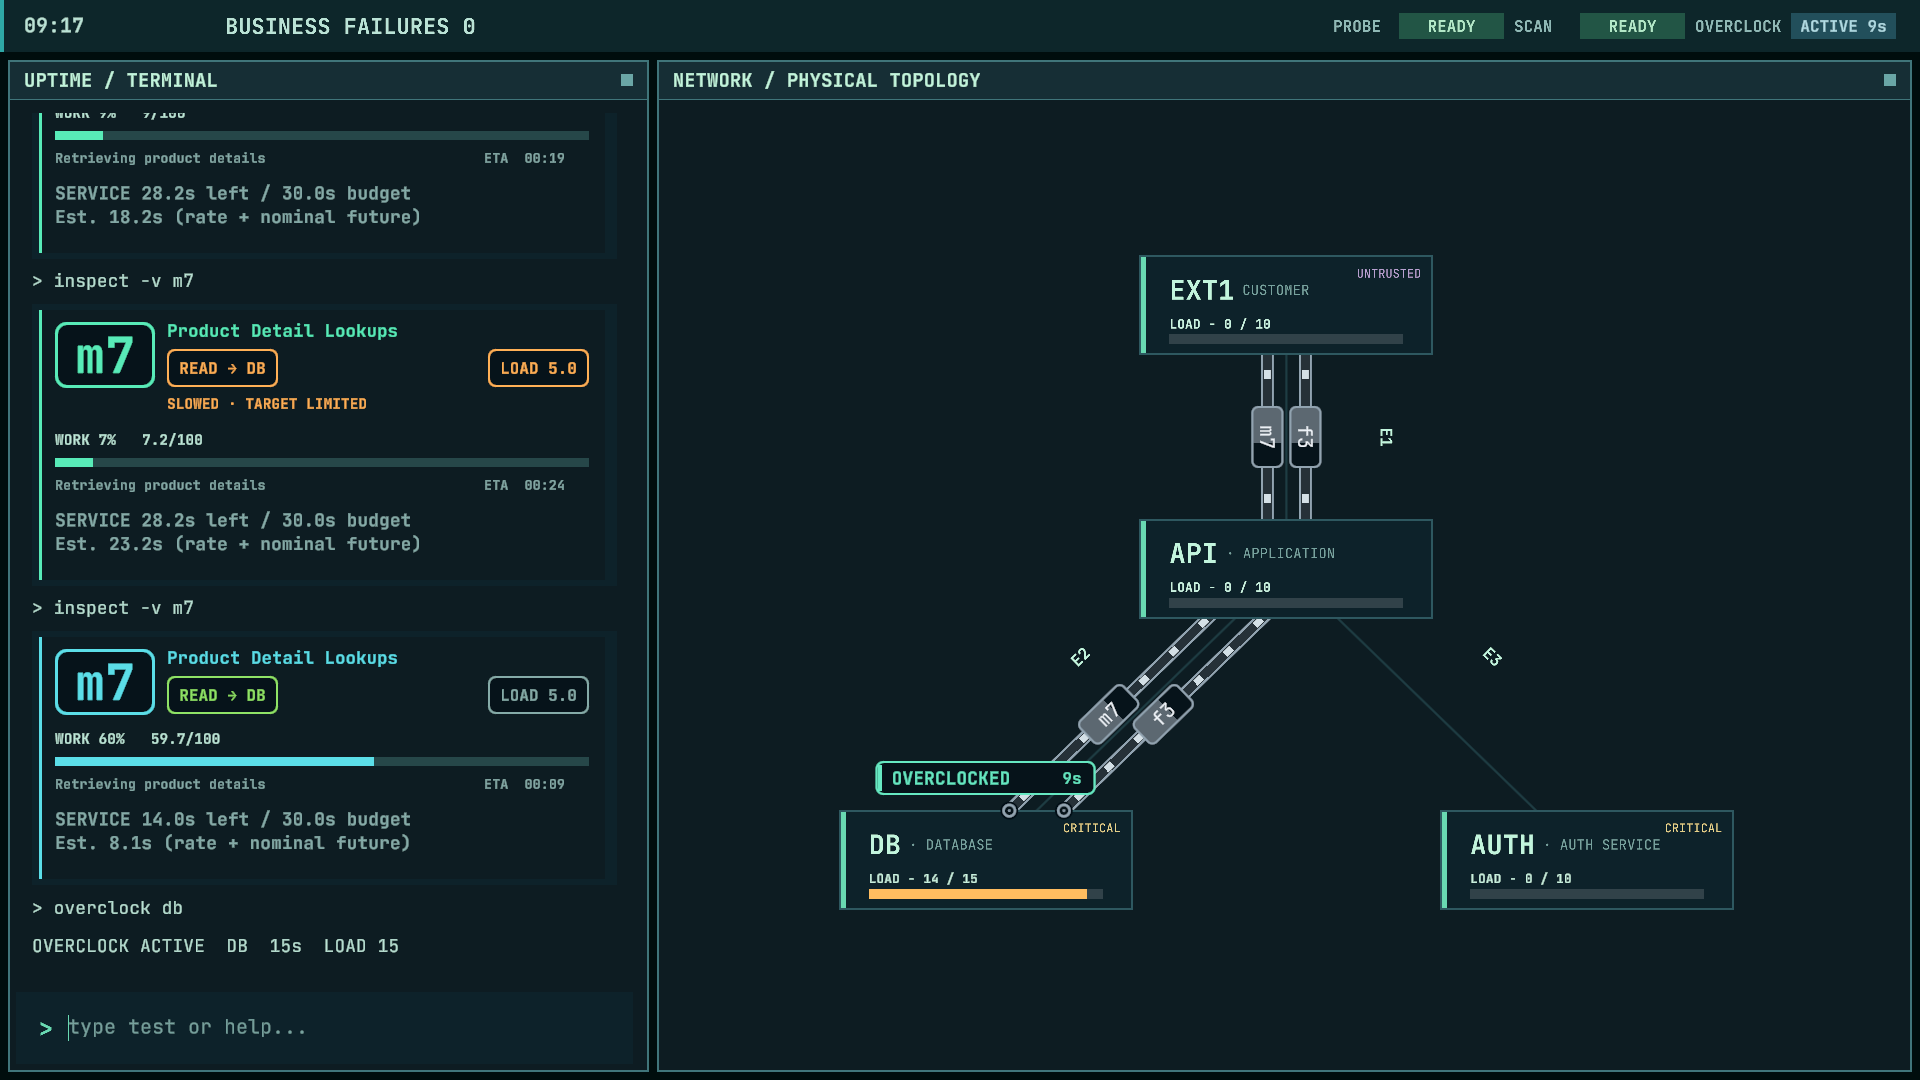 09:17
BUSINESS FAILURES 0
PROBE READY SCAN READY OVERCLOCK ACTIVE 9s
UPTIME / TERMINAL
WORK 9% 9/100
Retrieving product details ETA 00:19
SERVICE 28.2s left / 30.0s budget
Est. 18.2s (rate + nominal future)
> inspect -v m7
m7
Product Detail Lookups
READ → DB LOAD 5.0
SLOWED · TARGET LIMITED
WORK 7% 7.2/100
Retrieving product details ETA 00:24
SERVICE 28.2s left / 30.0s budget
Est. 23.2s (rate + nominal future)
> inspect -v m7
m7
Product Detail Lookups
READ → DB LOAD 5.0
WORK 60% 59.7/100
Retrieving product details ETA 00:09
SERVICE 14.0s left / 30.0s budget
Est. 8.1s (rate + nominal future)
> overclock db
OVERCLOCK ACTIVE DB 15s LOAD 15
> type test or help...
NETWORK / PHYSICAL TOPOLOGY
UNTRUSTED
EXT1 CUSTOMER
LOAD - 0 / 10
m7 f3 E1
API · APPLICATION
LOAD - 0 / 10
E2 E3
m7 f3
OVERCLOCKED 9s
CRITICAL
DB · DATABASE
LOAD - 14 / 15
CRITICAL
AUTH · AUTH SERVICE
LOAD - 0 / 10